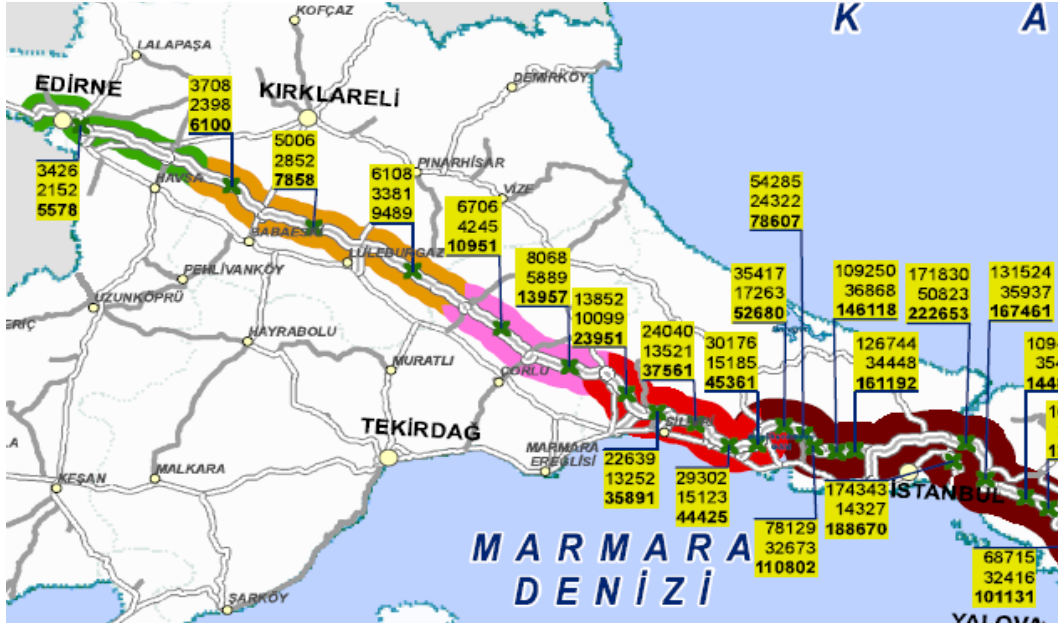 K A
KOFÇAZ
LALAPAŞA
EDİRNE
3708
2398
6100
KIRKLARELİ
DEMİRKÖY
3426
2152
5578
HAVSA
5006
2852
7858
6108
3381
9489
PINARHİSAR
VİZE
6706
4245
10951
BABAESKİ
LÜLEBURGAZ
PEHLİVANKÖY
UZUNKÖPRÜ
HAYRABOLU
MURATLI
ÇORLU
8068
5889
13957
13852
10099
23951
24040
13521
37561
30176
15185
45361
35417
17263
52680
54285
24322
78607
109250
36868
146118
126744
34448
161192
171830
50823
222653
131524
35937
167461
TEKİRDAĞ
MARMARA
EREĞLİSİ
22639
13252
35891
29302
15123
44425
78129
32673
110802
174343
14327
188670
İSTANBUL
68715
32416
101131
KEŞAN
MALKARA
ŞARKÖY
MARMARA
DENİZİ
YALOVA